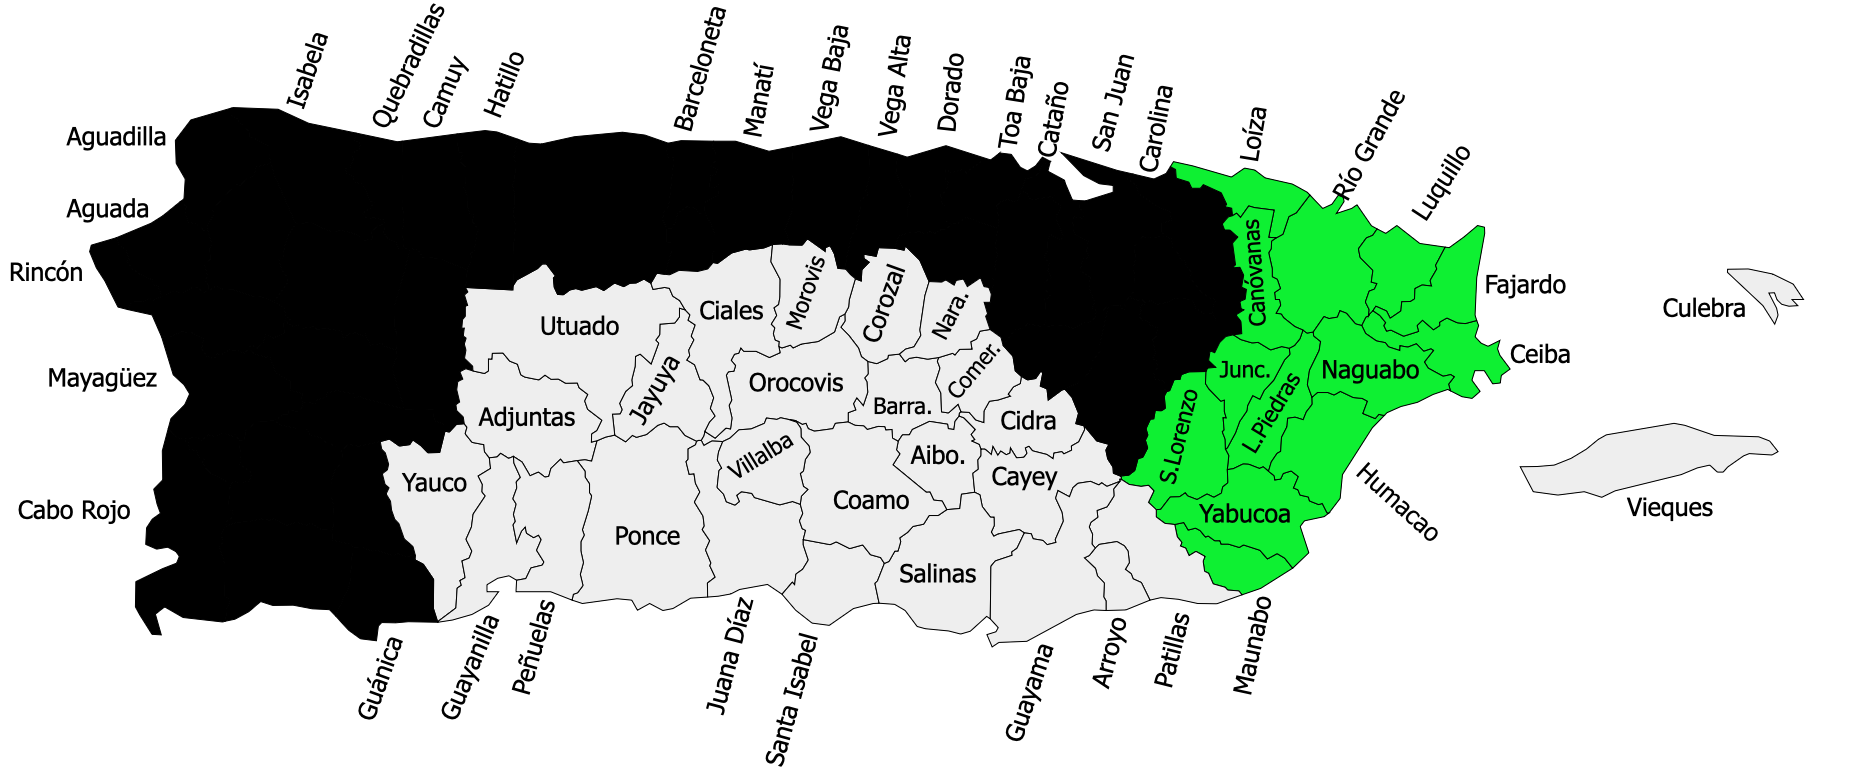 Isabela
Quebradillas
Camuy
Hatillo
Barceloneta
Manatí
Vega Baja
Vega Alta
Dorado
Toa Baja
Cataño
San Juan
Carolina
Loíza
Río Grande
Luquillo
Aguadilla
Aguada
Rincón
Mayagüez
Cabo Rojo
Utuado
Ciales
Morovis
Corozal
Nara.
Canóvanas
Fajardo
Culebra
Ceiba
Adjuntas
Jayuya
Orocovis
Barra.
Comer.
Cidra
Junc.
Naguabo
S.Lorenzo
L.Piedras
Yauco
Villalba
Aibo.
Cayey
Coamo
Ponce
Salinas
Yabucoa
Humacao
Vieques
Guánica
Guayanilla
Peñuelas
Juana Díaz
Santa Isabel
Guayama
Arroyo
Patillas
Maunabo